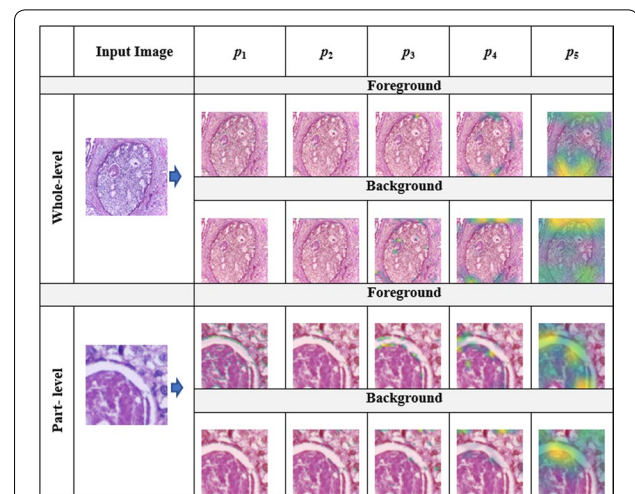 Input Image p1 p2 p3 p4 p5
Foreground
Whole-level
Background
Foreground
Part- level
Background